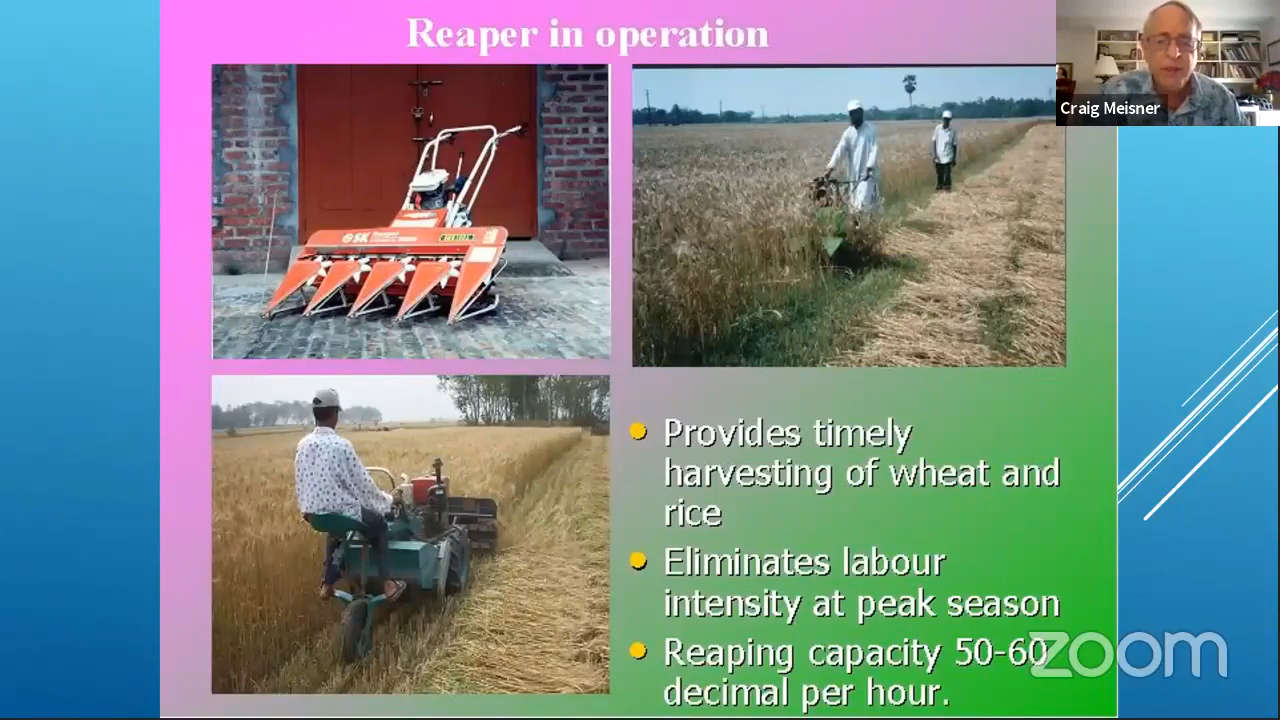 Reaper in operation
Craig Meisner
SK
Provides timely
harvesting of wheat and
rice
Eliminates labour
intensity at peak season
Reaping capacity 50-60
decimal per hour.
zoom